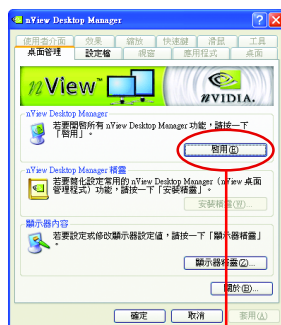 nView Desktop Manager
使用者介面 效果 縮放 快速鍵 滑鼠 工具
桌面管理 設定檔 視窗 應用程式 桌面
nView™
NVIDIA.
nView Desktop Manager
若要開啟所有 nView Desktop Manager 功能，請按一
下「啟用」。
啟用(E)
nView Desktop Manager 精靈
若要簡化設定常用的 nView Desktop Manager (nView 桌面
管理程式) 功能，請按一下「安裝精靈」。
安裝精靈(W)...
顯示器內容
若要設定或修改顯示器設定值，請按一下「顯示器精靈」
。
顯示器精靈(Z)...
關於(B)...
確定 取消 套用(A)